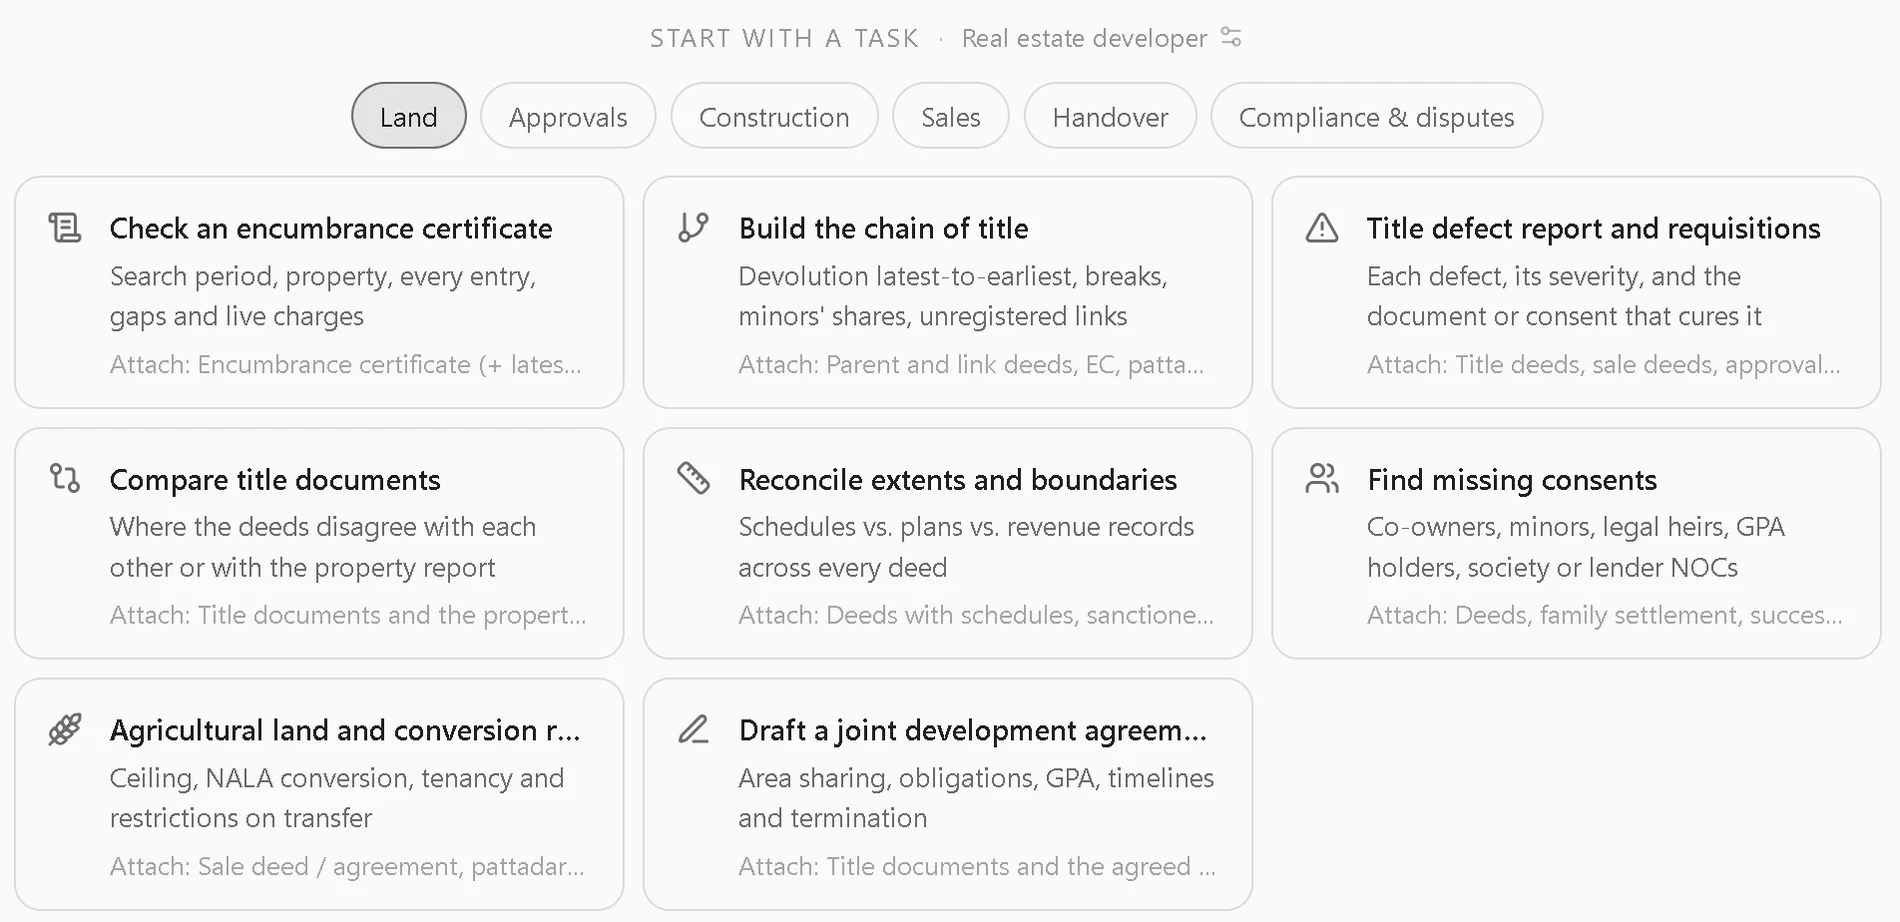 START WITH A TASK · Real estate developer
Land
Approvals
Construction
Sales
Handover
Compliance & disputes
Check an encumbrance certificate
Search period, property, every entry,
gaps and live charges
Attach: Encumbrance certificate (+ lates...
Build the chain of title
Devolution latest-to-earliest, breaks,
minors' shares, unregistered links
Attach: Parent and link deeds, EC, patta...
Title defect report and requisitions
Each defect, its severity, and the
document or consent that cures it
Attach: Title deeds, sale deeds, approval...
Compare title documents
Where the deeds disagree with each
other or with the property report
Attach: Title documents and the propert...
Reconcile extents and boundaries
Schedules vs. plans vs. revenue records
across every deed
Attach: Deeds with schedules, sanctione...
Find missing consents
Co-owners, minors, legal heirs, GPA
holders, society or lender NOCs
Attach: Deeds, family settlement, succes...
Agricultural land and conversion r...
Ceiling, NALA conversion, tenancy and
restrictions on transfer
Attach: Sale deed / agreement, pattadar...
Draft a joint development agreem...
Area sharing, obligations, GPA, timelines
and termination
Attach: Title documents and the agreed ...